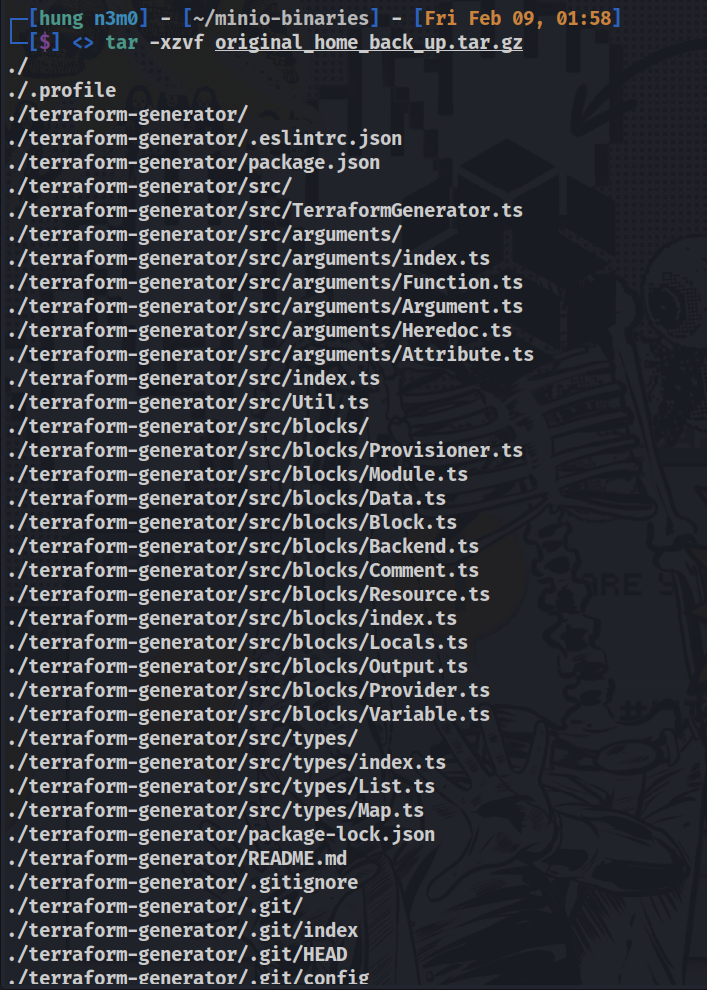 [hung n3m0] - [~/minio-binaries] - [Fri Feb 09, 01:58]
[$] <> tar -xzvf original_home_back_up.tar.gz
./
./.profile
./terraform-generator/
./terraform-generator/.eslintrc.json
./terraform-generator/package.json
./terraform-generator/src/
./terraform-generator/src/TerraformGenerator.ts
./terraform-generator/src/arguments/
./terraform-generator/src/arguments/index.ts
./terraform-generator/src/arguments/Function.ts
./terraform-generator/src/arguments/Argument.ts
./terraform-generator/src/arguments/Heredoc.ts
./terraform-generator/src/arguments/Attribute.ts
./terraform-generator/src/index.ts
./terraform-generator/src/Util.ts
./terraform-generator/src/blocks/
./terraform-generator/src/blocks/Provisioner.ts
./terraform-generator/src/blocks/Module.ts
./terraform-generator/src/blocks/Data.ts
./terraform-generator/src/blocks/Block.ts
./terraform-generator/src/blocks/Backend.ts
./terraform-generator/src/blocks/Comment.ts
./terraform-generator/src/blocks/Resource.ts
./terraform-generator/src/blocks/index.ts
./terraform-generator/src/blocks/Locals.ts
./terraform-generator/src/blocks/Output.ts
./terraform-generator/src/blocks/Provider.ts
./terraform-generator/src/blocks/Variable.ts
./terraform-generator/src/types/
./terraform-generator/src/types/index.ts
./terraform-generator/src/types/List.ts
./terraform-generator/src/types/Map.ts
./terraform-generator/package-lock.json
./terraform-generator/README.md
./terraform-generator/.gitignore
./terraform-generator/.git/
./terraform-generator/.git/index
./terraform-generator/.git/HEAD
./terraform-generator/.git/config